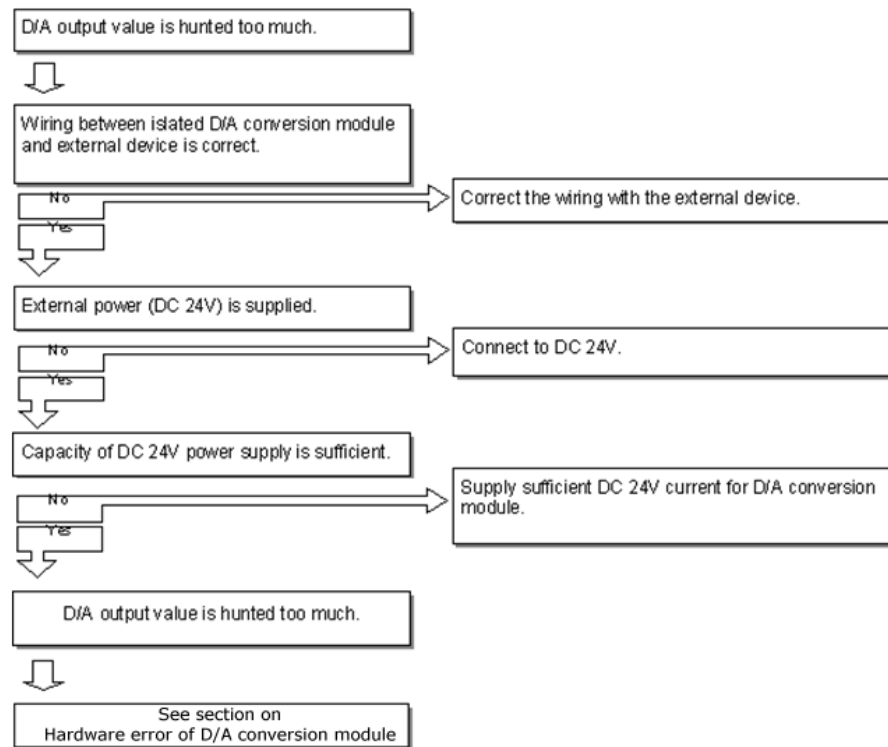 D/A output value is hunted too much.
Wiring between islated D/A conversion module
and external device is correct.
No
Correct the wiring with the external device.
Yes
External power (DC 24V) is supplied.
No
Connect to DC 24V.
Yes
Capacity of DC 24V power supply is sufficient.
No
Supply sufficient DC 24V current for D/A conversion
module.
Yes
D/A output value is hunted too much.
See section on
Hardware error of D/A conversion module